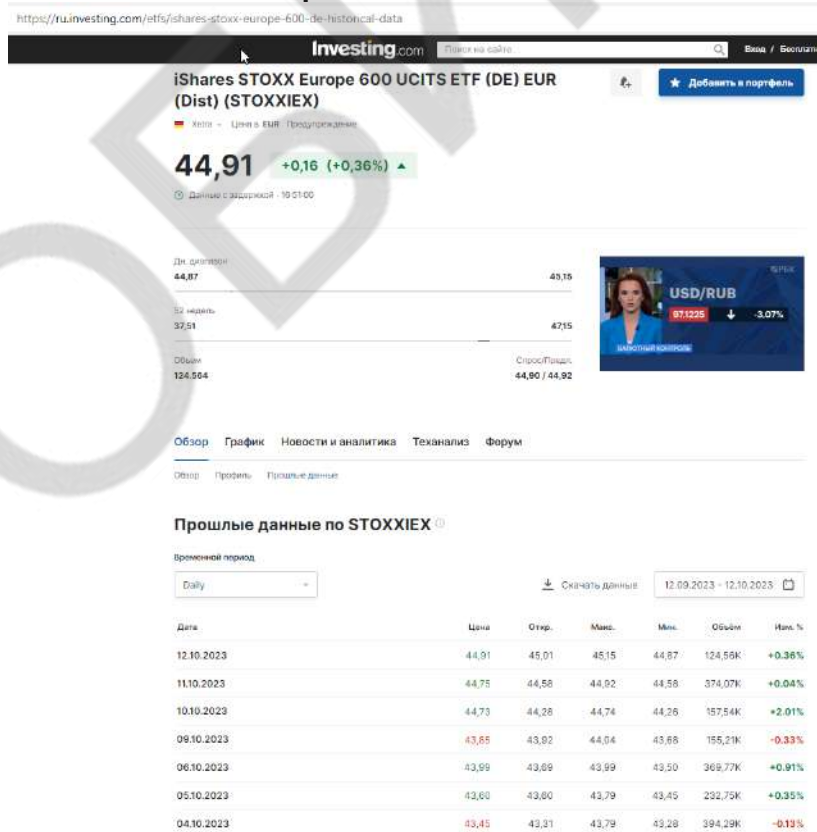 https://ru.investing.com/etfs/ishares-stoxx-europe-600-de-historical-data
Investing.com Поиск на сайте... Вход / Бесплатн
iShares STOXX Europe 600 UCITS ETF (DE) EUR
(Dist) (STOXXIEX)
Добавить в портфель
Xetra Цена в EUR Предупреждение
44,91 +0,16 (+0,36%)
Данные с задержкой - 16:51:00
Дн. диапазон
44,87 45,15
52 недель
37,51 47,15
Объём Спрос/Предл.
124.564 44,90 / 44,92
РБК
USD/RUB
97.1225 -3.07%
ВАЛЮТНЫЙ КОНТРОЛЬ
Обзор График Новости и аналитика Теханализ Форум
Обзор Профиль Прошлые данные
Прошлые данные по STOXXIEX
Временной период
Daily Скачать данные 12.09.2023 - 12.10.2023
Дата Цена Откр. Макс. Мин. Объём Изм. %
12.10.2023 44,91 45,01 45,15 44,87 124,56K +0.36%
11.10.2023 44,75 44,58 44,92 44,58 374,07K +0.04%
10.10.2023 44,73 44,28 44,74 44,26 157,54K +2.01%
09.10.2023 43,85 43,92 44,04 43,68 155,21K -0.33%
06.10.2023 43,99 43,69 43,99 43,50 369,77K +0.91%
05.10.2023 43,60 43,60 43,79 43,45 232,75K +0.35%
04.10.2023 43,45 43,31 43,79 43,28 394,29K -0.13%